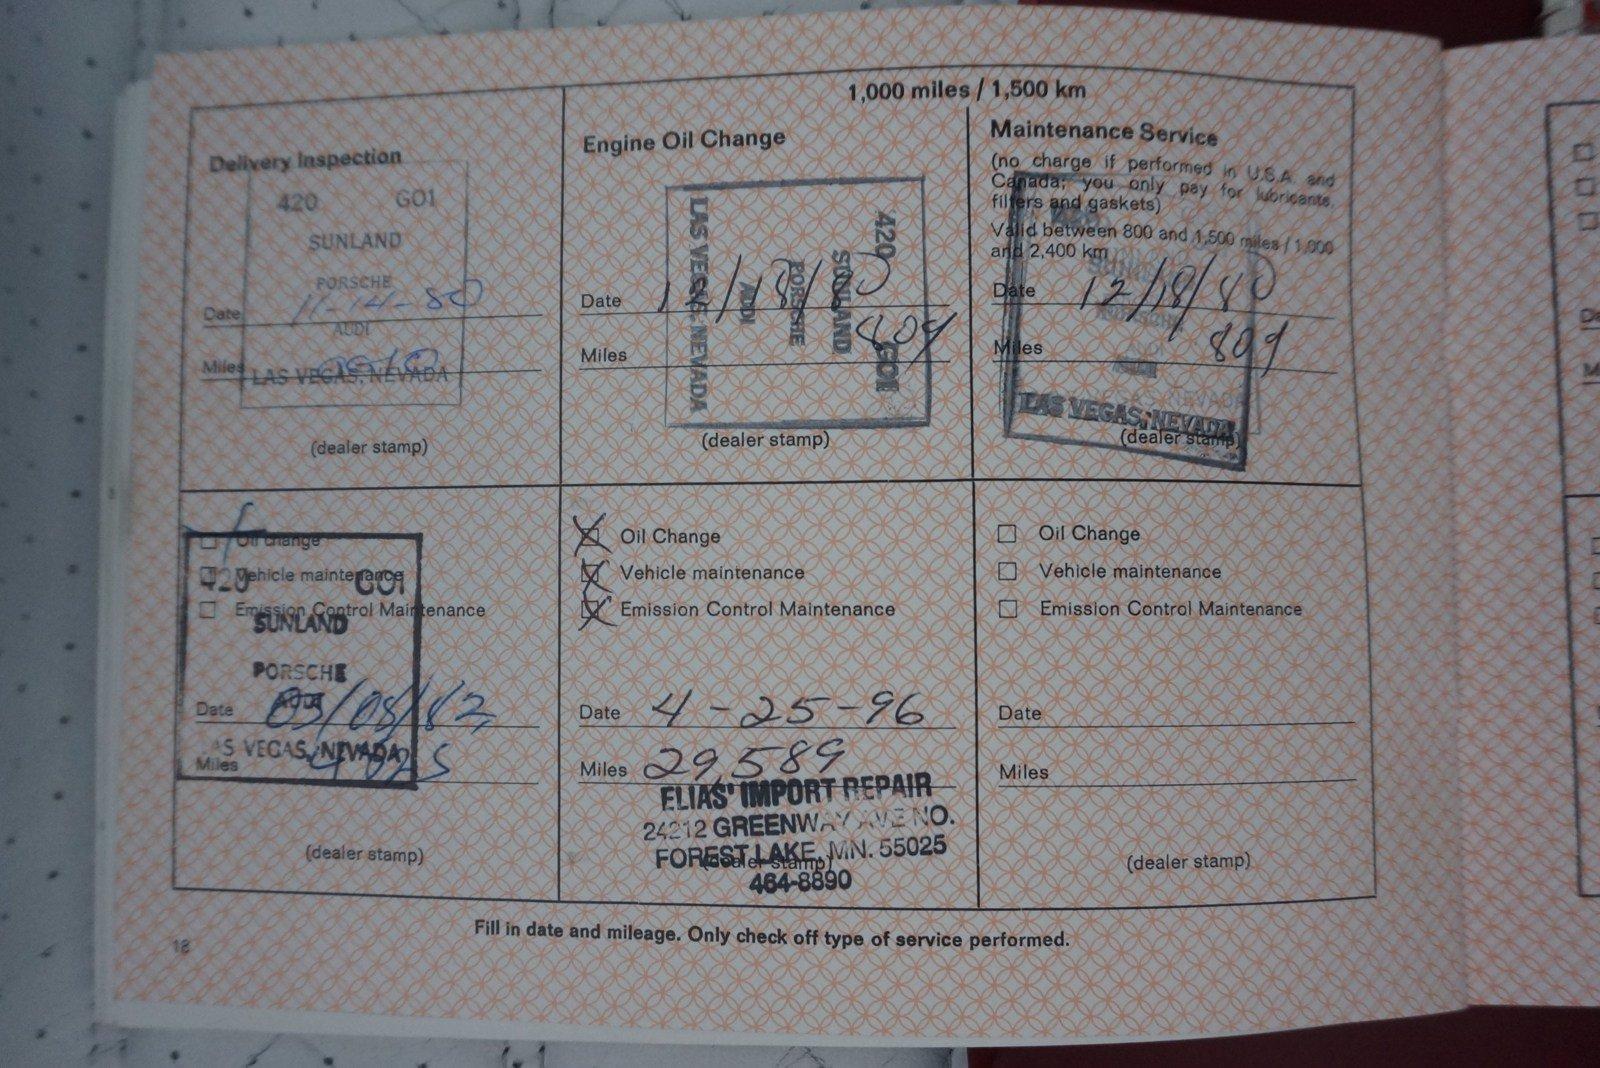 1,000 miles / 1,500 km
Delivery Inspection
420 GO1
SUNLAND
PORSCHE
Date 11-14-80
AUDI
Miles
LAS VEGAS, NEVADA
(dealer stamp)
Engine Oil Change
420 GO1
SUNLAND
PORSCHE
AUDI
LAS VEGAS, NEVADA
Date 12/18/80
Miles 809
(dealer stamp)
Maintenance Service
(no charge if performed in U.S.A. and
Canada; you only pay for lubricants,
filters and gaskets)
Valid between 800 and 1,500 miles / 1,000
and 2,400 km
Date 12/18/80
Miles 809
LAS VEGAS, NEVADA
(dealer stamp)
Oil change
Vehicle maintenance
420 GO1
Emission Control Maintenance
SUNLAND
PORSCHE
AUDI
Date 03/08/82
LAS VEGAS, NEVADA
Miles
(dealer stamp)
Oil Change
Vehicle maintenance
Emission Control Maintenance
Date 4-25-96
Miles 29,589
ELIAS' IMPORT REPAIR
24212 GREENWAY AVE NO.
FOREST LAKE, MN. 55025
(dealer stamp)
464-8890
Oil Change
Vehicle maintenance
Emission Control Maintenance
Date
Miles
(dealer stamp)
Fill in date and mileage. Only check off type of service performed.
18